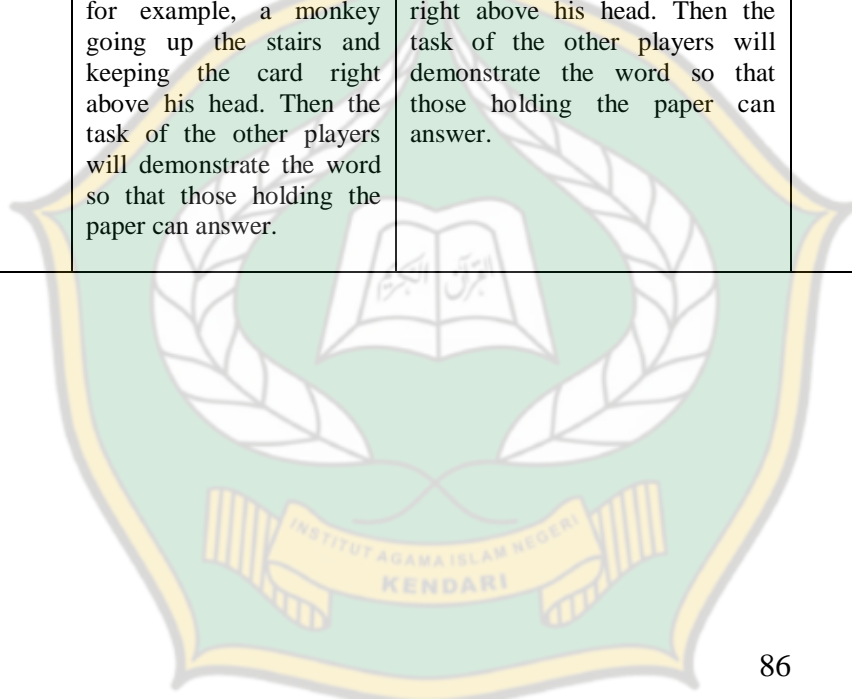 for example, a monkey
going up the stairs and
keeping the card right
above his head. Then the
task of the other players
will demonstrate the word
so that those holding the
paper can answer.
right above his head. Then the
task of the other players will
demonstrate the word so that
those holding the paper can
answer.
القرآن الكريم
INSTITUT AGAMA ISLAM NEGERI
KENDARI
86